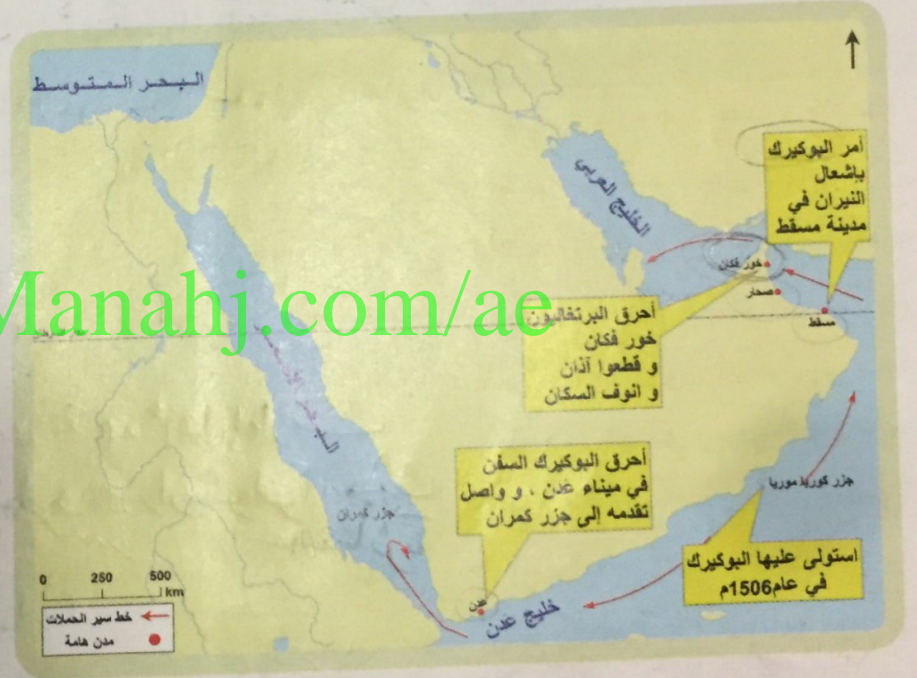 البحر المتوسط
الخليج العربي
أمر البوكيرك
بإشعال
النيران في
مدينة مسقط
خور فكان
صحار
مسقط
Manahj.com/ae
أحرق البرتغاليون
خور فكان
و قطعوا آذان
و انوف السكان
البحر الأحمر
أحرق البوكيرك السفن
في ميناء عدن ، و واصل
تقدمه إلى جزر كمران
جزر كمران
جزر كوريا موريا
استولى عليها البوكيرك
في عام 1506م
عدن
خليج عدن
0 250 500
km
خط سير الحملات
مدن هامة